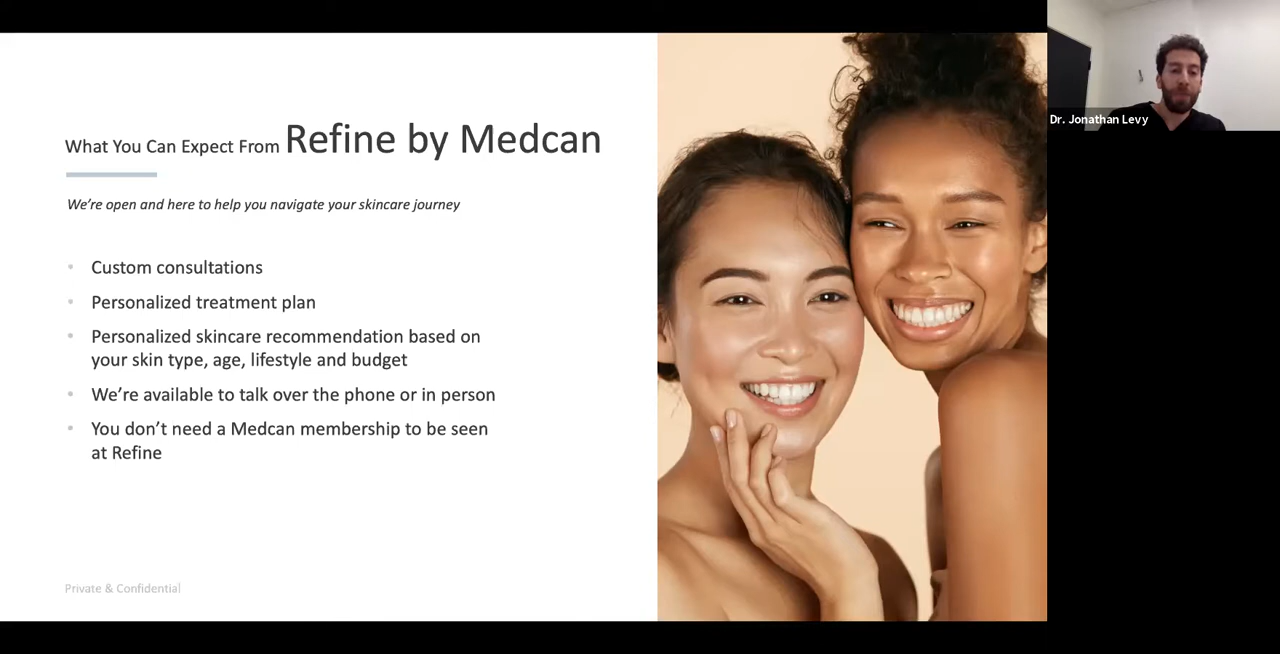 What You Can Expect From Refine by Medcan
We’re open and here to help you navigate your skincare journey
• Custom consultations
• Personalized treatment plan
• Personalized skincare recommendation based on
your skin type, age, lifestyle and budget
• We’re available to talk over the phone or in person
• You don’t need a Medcan membership to be seen
at Refine
Private & Confidential
Dr. Jonathan Levy